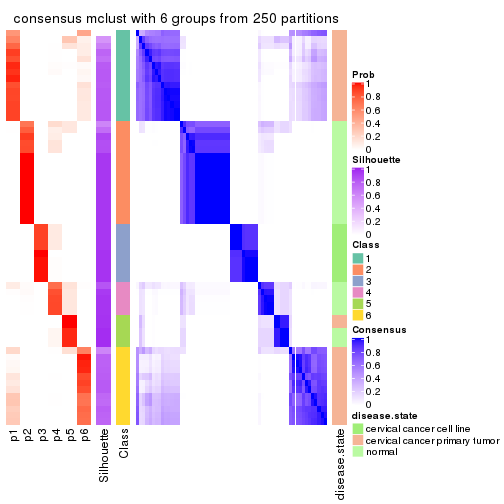 consensus mclust with 6 groups from 250 partitions
Prob
1
0.8
0.6
0.4
0.2
0
Silhouette
1
0.8
0.6
0.4
0.2
0
Class
1
2
3
4
5
6
Consensus
1
0.8
0.6
0.4
0.2
0
disease.state
cervical cancer cell line
cervical cancer primary tumor
normal
p1
p2
p3
p4
p5
p6
Silhouette
Class
disease.state